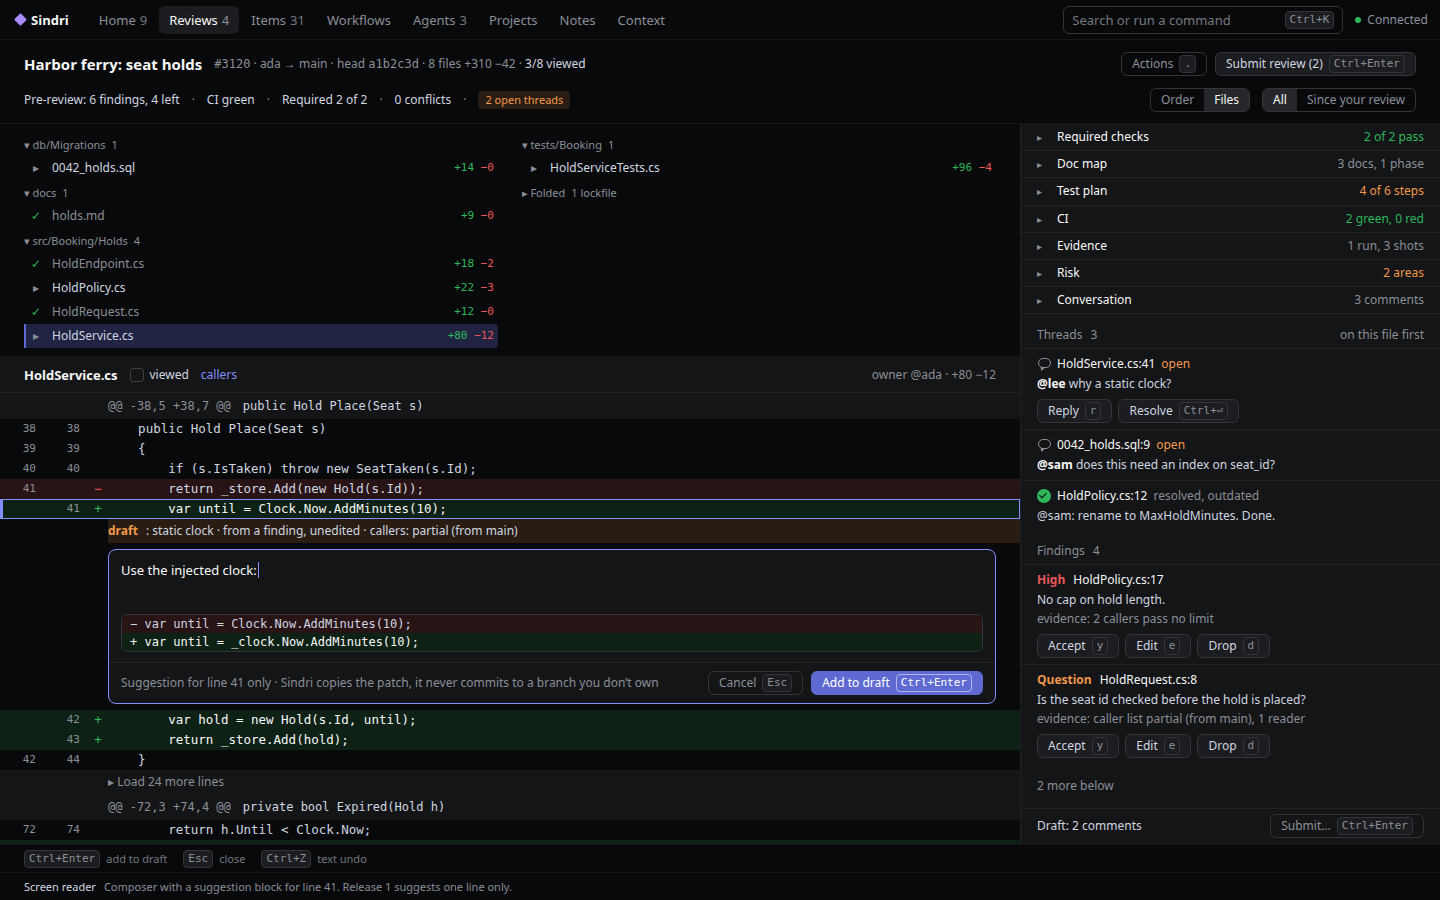 Sindri Home 9 Reviews 4 Items 31 Workflows Agents 3 Projects Notes Context Search or run a command Ctrl+K Connected
Harbor ferry: seat holds #3120 · ada → main · head a1b2c3d · 8 files +310 −42 · 3/8 viewed Actions . Submit review (2) Ctrl+Enter
Pre-review: 6 findings, 4 left · CI green · Required 2 of 2 · 0 conflicts · 2 open threads Order Files All Since your review
▾ db/Migrations 1
▸ 0042_holds.sql +14 −0
▾ docs 1
✓ holds.md +9 −0
▾ src/Booking/Holds 4
✓ HoldEndpoint.cs +18 −2
▸ HoldPolicy.cs +22 −3
✓ HoldRequest.cs +12 −0
▸ HoldService.cs +80 −12
▾ tests/Booking 1
▸ HoldServiceTests.cs +96 −4
▸ Folded 1 lockfile
HoldService.cs viewed callers owner @ada · +80 −12
@@ -38,5 +38,7 @@ public Hold Place(Seat s)
38 38 public Hold Place(Seat s)
39 39 {
40 40 if (s.IsTaken) throw new SeatTaken(s.Id);
41 − return _store.Add(new Hold(s.Id));
41 + var until = Clock.Now.AddMinutes(10);
draft : static clock · from a finding, unedited · callers: partial (from main)
Use the injected clock:
− var until = Clock.Now.AddMinutes(10);
+ var until = _clock.Now.AddMinutes(10);
Suggestion for line 41 only · Sindri copies the patch, it never commits to a branch you don't own Cancel Esc Add to draft Ctrl+Enter
42 + var hold = new Hold(s.Id, until);
43 + return _store.Add(hold);
42 44 }
▸ Load 24 more lines
@@ -72,3 +74,4 @@ private bool Expired(Hold h)
72 74 return h.Until < Clock.Now;
▸ Required checks 2 of 2 pass
▸ Doc map 3 docs, 1 phase
▸ Test plan 4 of 6 steps
▸ CI 2 green, 0 red
▸ Evidence 1 run, 3 shots
▸ Risk 2 areas
▸ Conversation 3 comments
Threads 3 on this file first
HoldService.cs:41 open
@lee why a static clock?
Reply r Resolve Ctrl+⏎
0042_holds.sql:9 open
@sam does this need an index on seat_id?
HoldPolicy.cs:12 resolved, outdated
@sam: rename to MaxHoldMinutes. Done.
Findings 4
High HoldPolicy.cs:17
No cap on hold length.
evidence: 2 callers pass no limit
Accept y Edit e Drop d
Question HoldRequest.cs:8
Is the seat id checked before the hold is placed?
evidence: caller list partial (from main), 1 reader
Accept y Edit e Drop d
2 more below
Draft: 2 comments Submit... Ctrl+Enter
Ctrl+Enter add to draft Esc close Ctrl+Z text undo
Screen reader Composer with a suggestion block for line 41. Release 1 suggests one line only.